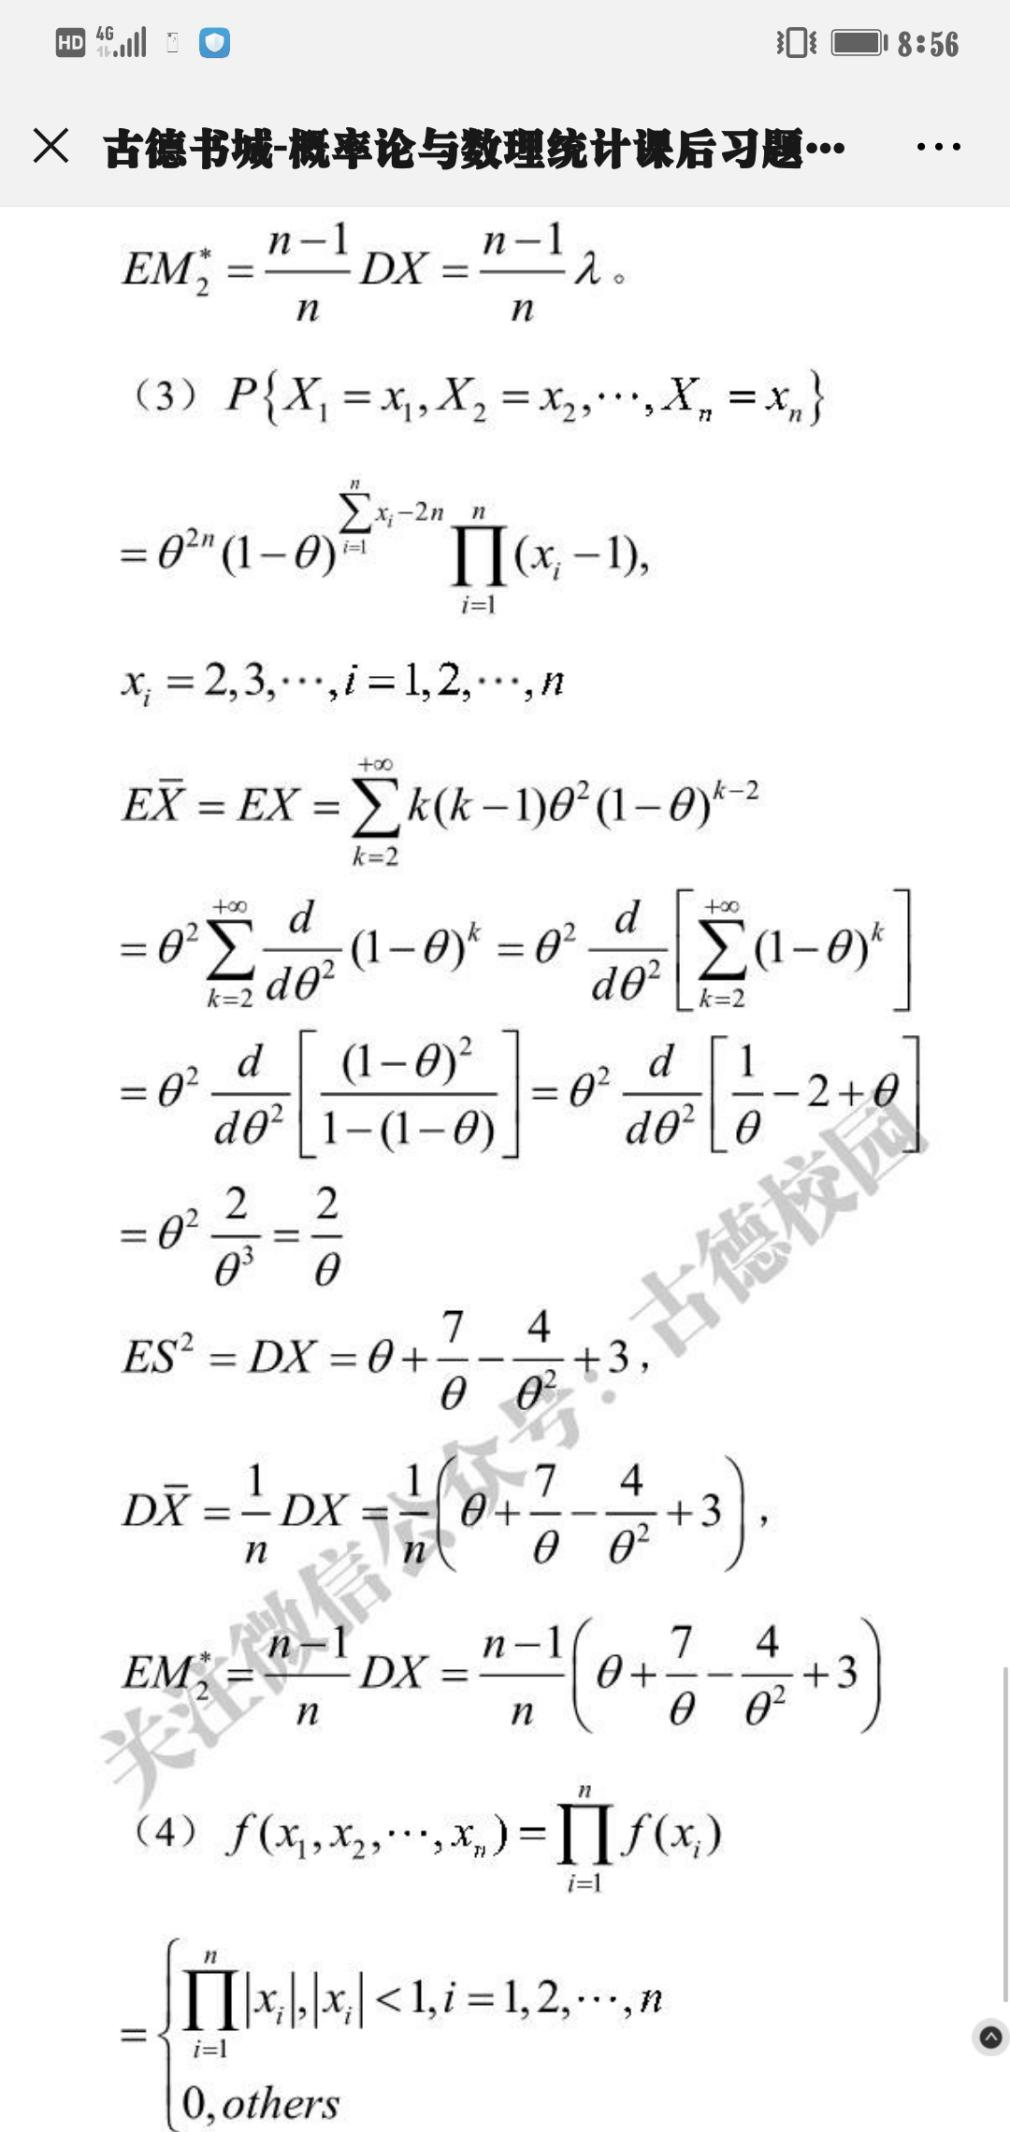 HD 4G 8:56
古德书城-概率论与数理统计课后习题…
EM₂* = (n−1)/n DX = (n−1)/n λ。
（3）P{X₁ = x₁, X₂ = x₂, ⋯, Xₙ = xₙ}
= θ²ⁿ(1−θ)^(∑_{i=1}^{n} xᵢ −2n) ∏_{i=1}^{n} (xᵢ −1),
xᵢ = 2,3,⋯, i = 1,2,⋯, n
EX̄ = EX = ∑_{k=2}^{+∞} k(k−1)θ²(1−θ)^{k−2}
= θ² ∑_{k=2}^{+∞} d/dθ² (1−θ)^k = θ² d/dθ² [∑_{k=2}^{+∞} (1−θ)^k]
= θ² d/dθ² [(1−θ)²/(1−(1−θ))] = θ² d/dθ² [1/θ −2+θ]
= θ² 2/θ³ = 2/θ
ES² = DX = θ + 7/θ − 4/θ² + 3，
DX̄ = 1/n DX = 1/n (θ + 7/θ − 4/θ² + 3)，
EM₂* = (n−1)/n DX = (n−1)/n (θ + 7/θ − 4/θ² + 3)
（4）f(x₁, x₂, ⋯, xₙ) = ∏_{i=1}^{n} f(xᵢ)
= { ∏_{i=1}^{n} |xᵢ|, |xᵢ| < 1, i = 1,2,⋯, n
0, others
关注微信公众号：古德校园